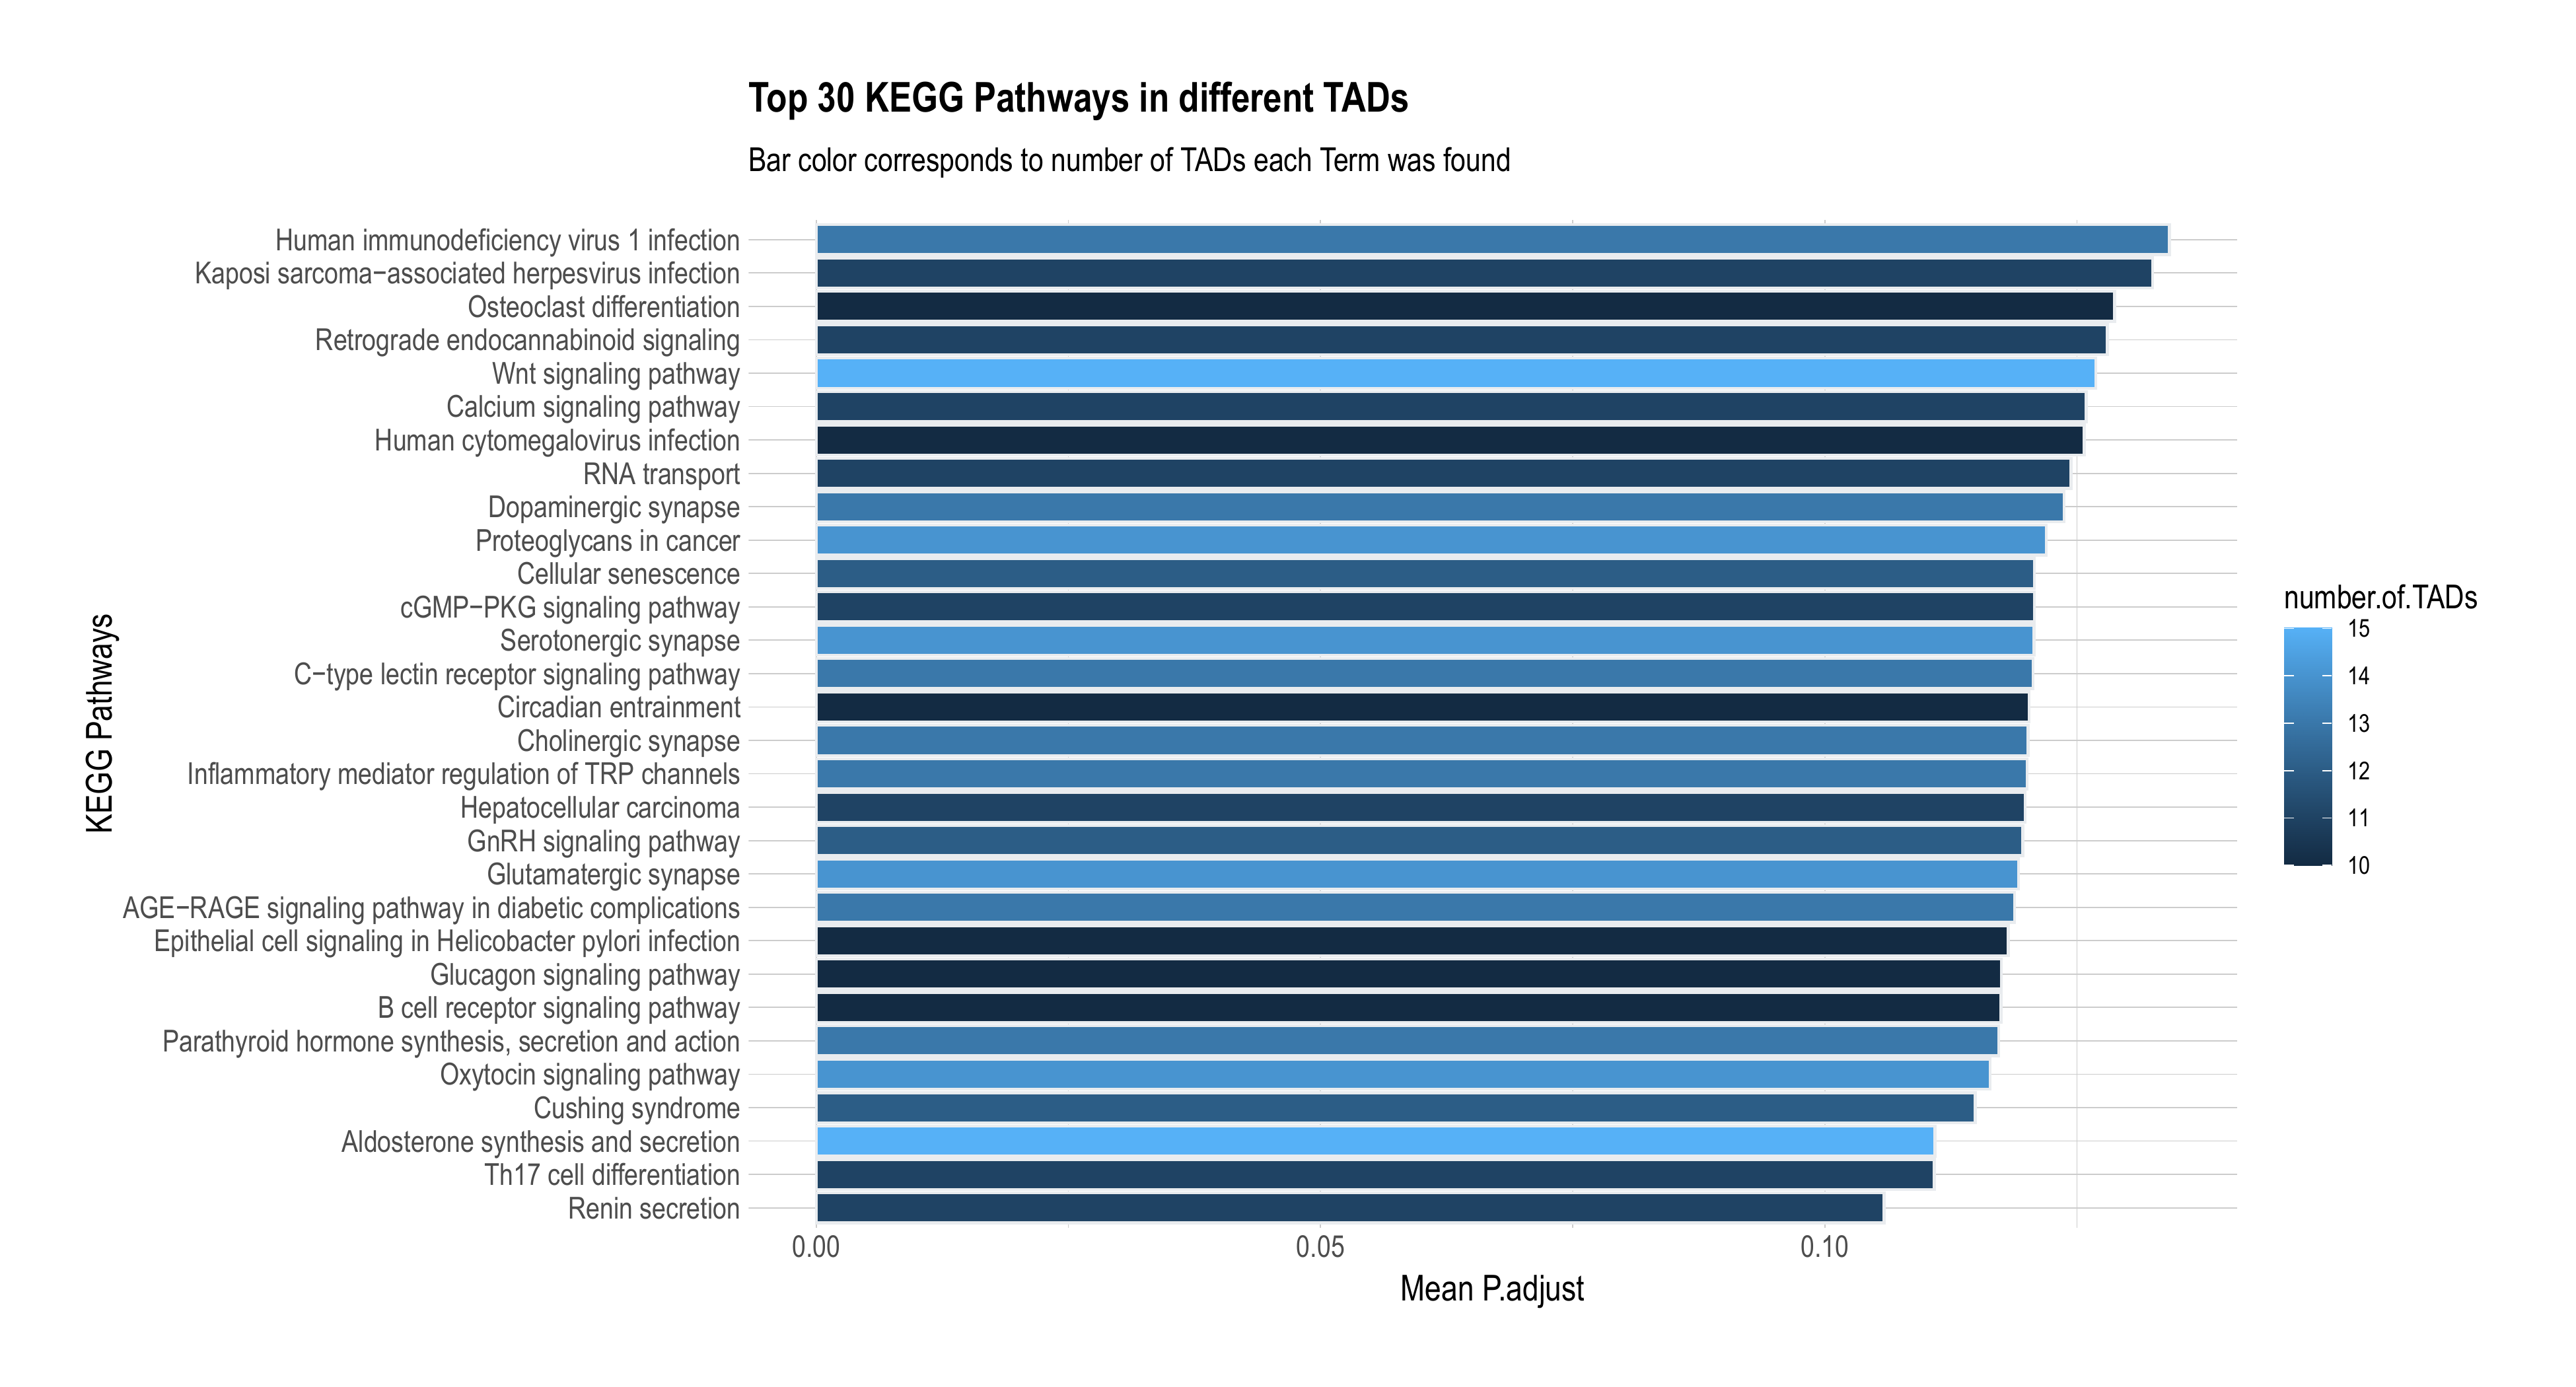 Top 30 KEGG Pathways in different TADs
Bar color corresponds to number of TADs each Term was found
KEGG Pathways
Human immunodeficiency virus 1 infection
Kaposi sarcoma−associated herpesvirus infection
Osteoclast differentiation
Retrograde endocannabinoid signaling
Wnt signaling pathway
Calcium signaling pathway
Human cytomegalovirus infection
RNA transport
Dopaminergic synapse
Proteoglycans in cancer
Cellular senescence
cGMP−PKG signaling pathway
Serotonergic synapse
C−type lectin receptor signaling pathway
Circadian entrainment
Cholinergic synapse
Inflammatory mediator regulation of TRP channels
Hepatocellular carcinoma
GnRH signaling pathway
Glutamatergic synapse
AGE−RAGE signaling pathway in diabetic complications
Epithelial cell signaling in Helicobacter pylori infection
Glucagon signaling pathway
B cell receptor signaling pathway
Parathyroid hormone synthesis, secretion and action
Oxytocin signaling pathway
Cushing syndrome
Aldosterone synthesis and secretion
Th17 cell differentiation
Renin secretion
0.00 0.05 0.10
Mean P.adjust
number.of.TADs
15
14
13
12
11
10